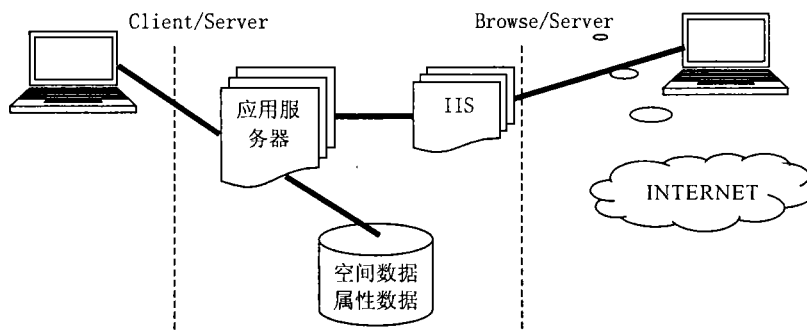 Client/Server
Browse/Server
应用服
务器
IIS
INTERNET
空间数据
属性数据